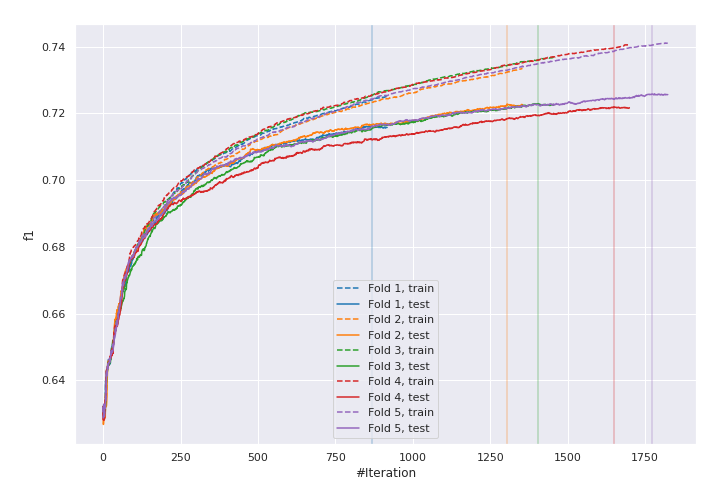 0.74
0.72
0.70
0.68
0.66
0.64
f1
Fold 1, train
Fold 1, test
Fold 2, train
Fold 2, test
Fold 3, train
Fold 3, test
Fold 4, train
Fold 4, test
Fold 5, train
Fold 5, test
0 250 500 750 1000 1250 1500 1750
#Iteration